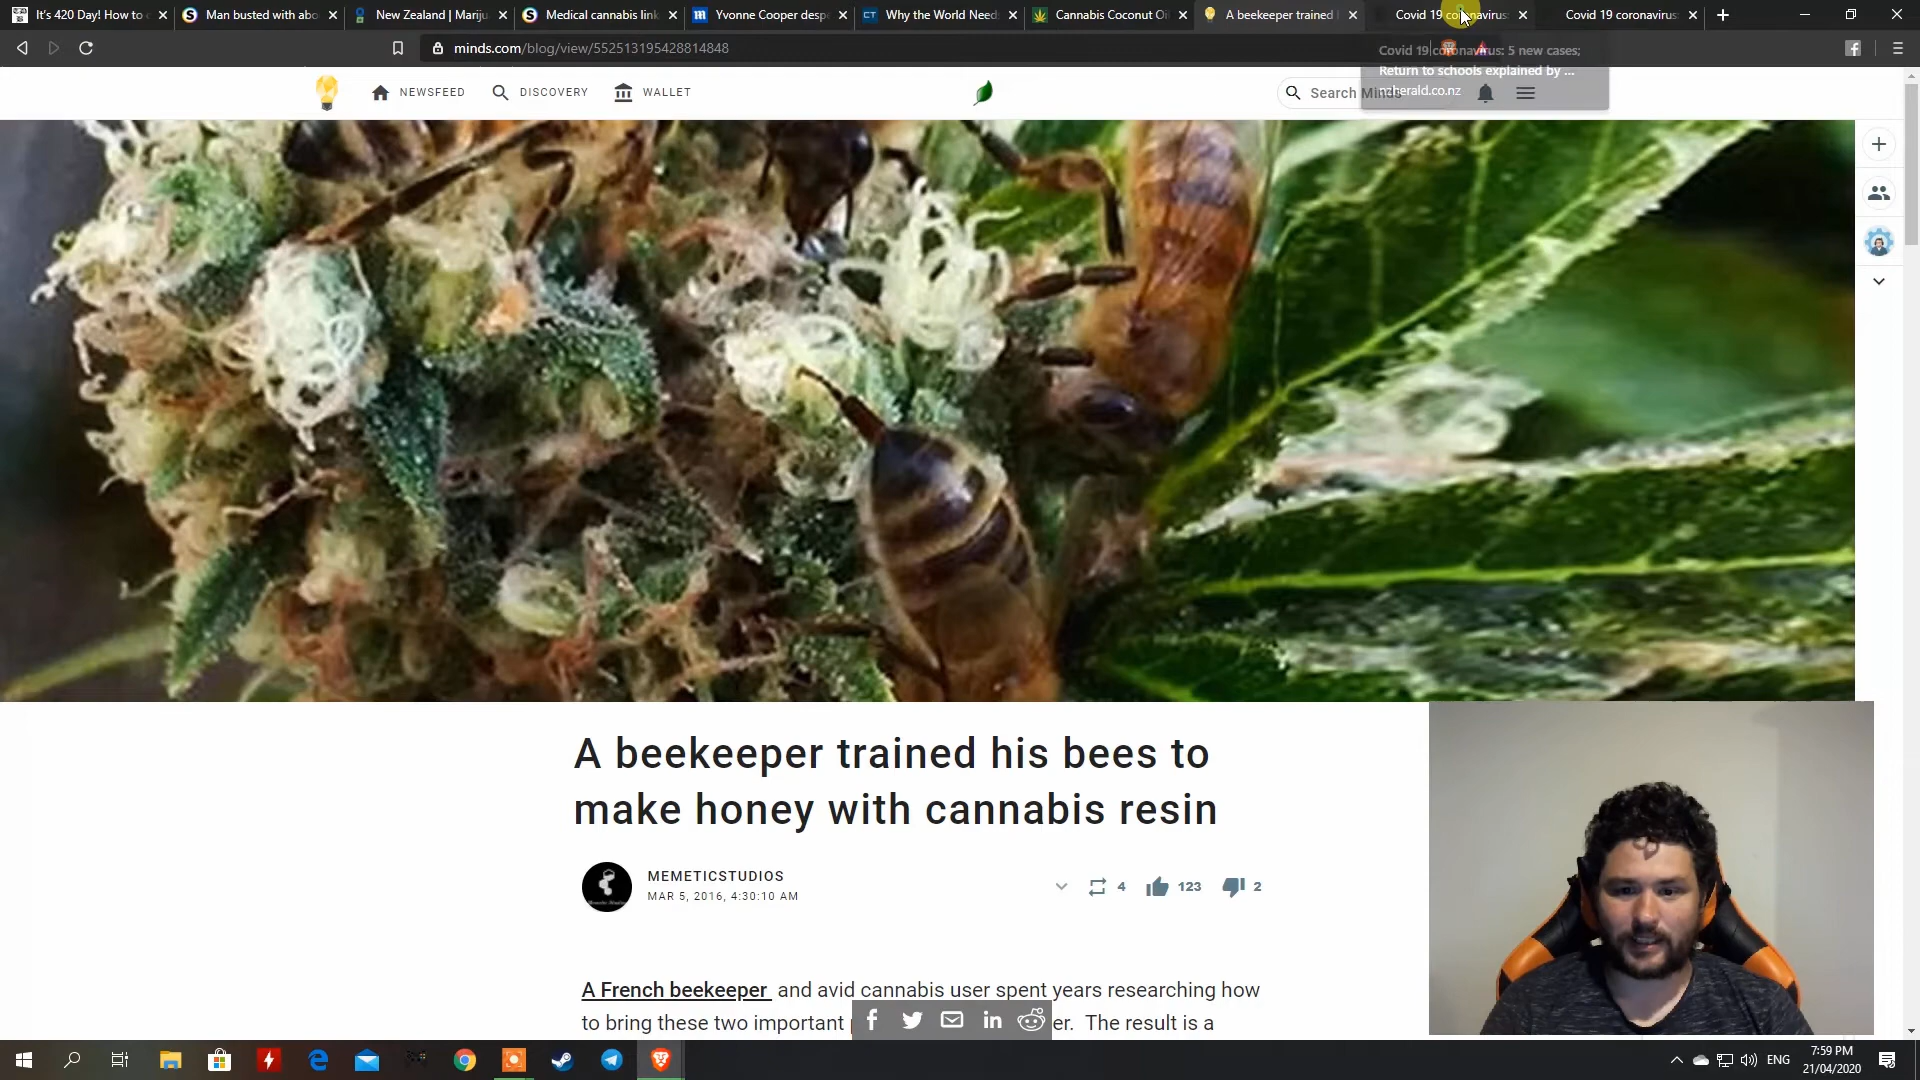 It's 420 Day! How to
Man busted with abo
New Zealand | Mariju
Medical cannabis link
Yvonne Cooper desp
CT Why the World Need
Cannabis Coconut Oi
A beekeeper trained
Covid 19 coronavirus
Covid 19 coronavirus
minds.com/blog/view/552513195428814848
Covid 19 coronavirus: 5 new cases;
Return to schools explained by ...
nzherald.co.nz
NEWSFEED
DISCOVERY
WALLET
Search Minds
A beekeeper trained his bees to
make honey with cannabis resin
MEMETICSTUDIOS
MAR 5, 2016, 4:30:10 AM
4
123
2
A French beekeeper and avid cannabis user spent years researching how
to bring these two important er. The result is a
ENG
7:59 PM
21/04/2020